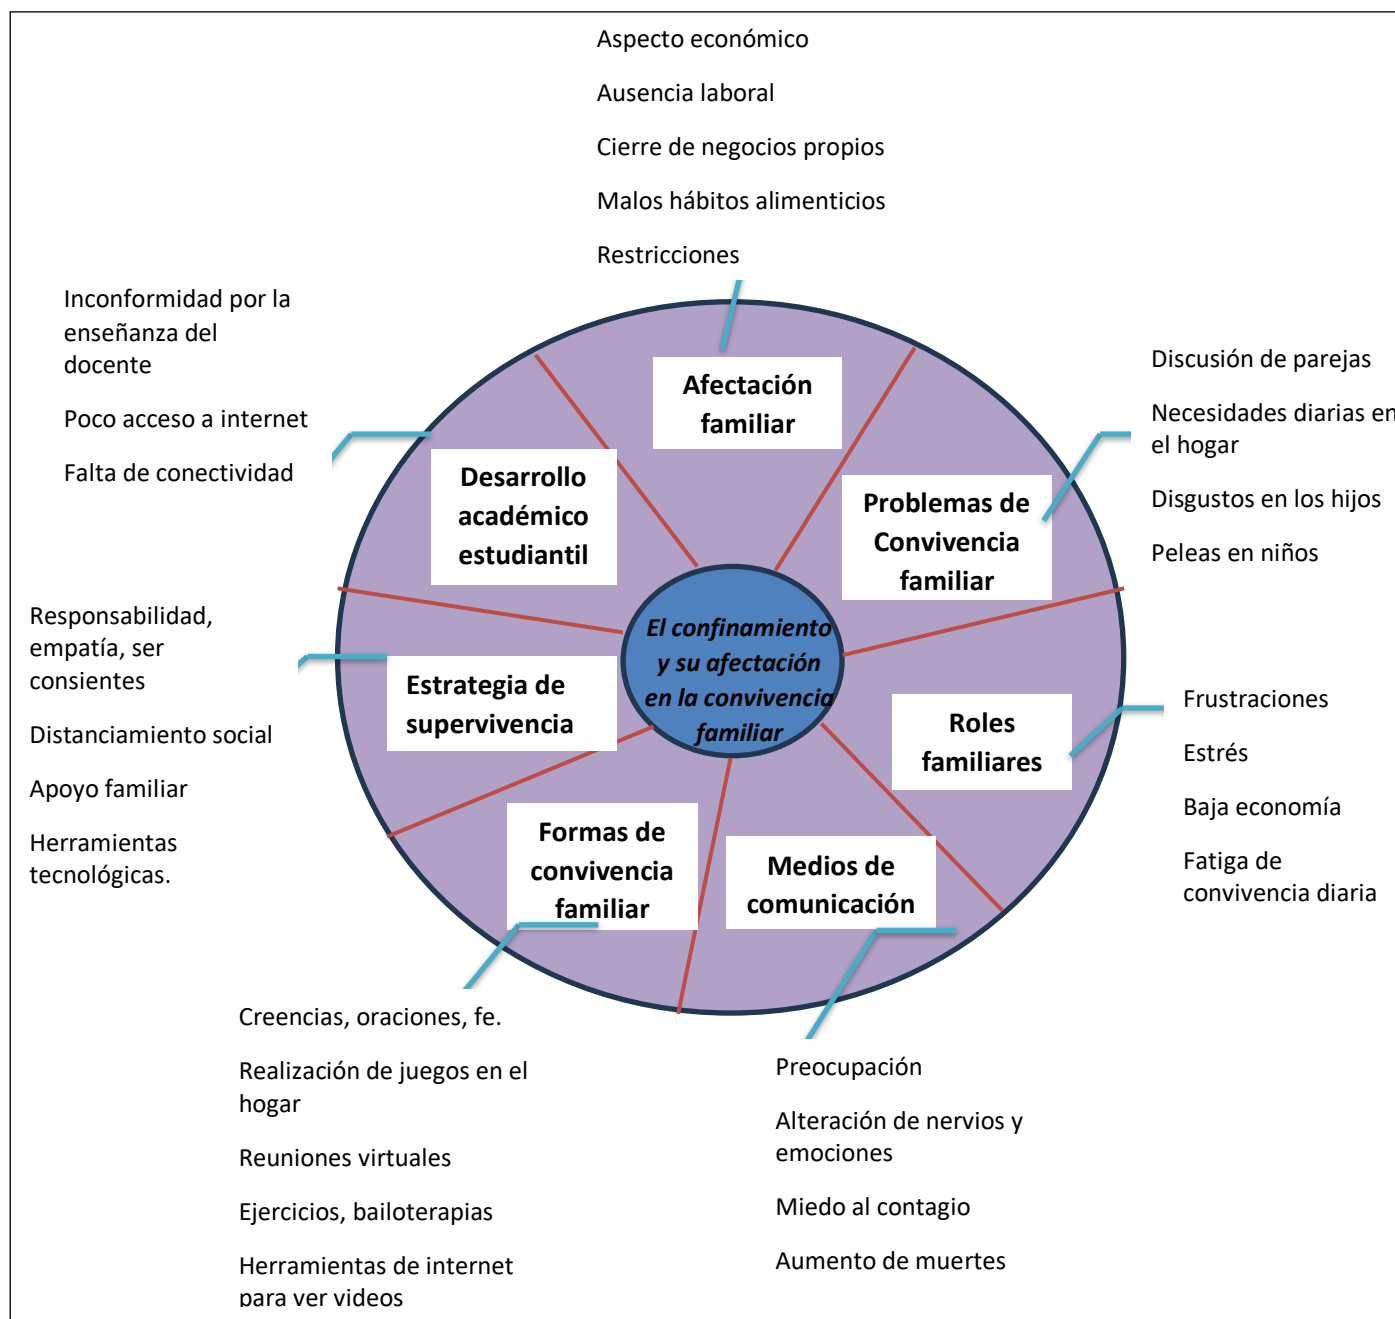 Aspecto económico
Ausencia laboral
Cierre de negocios propios
Malos hábitos alimenticios
Restricciones
Inconformidad por la
enseñanza del
docente
Poco acceso a internet
Falta de conectividad
Afectación
familiar
Discusión de parejas
Necesidades diarias en
el hogar
Disgustos en los hijos
Peleas en niños
Desarrollo
académico
estudiantil
Problemas de
Convivencia
familiar
Responsabilidad,
empatía, ser
consientes
Distanciamiento social
Apoyo familiar
Herramientas
tecnológicas.
Estrategia de
supervivencia
El confinamiento
y su afectación
en la convivencia
familiar
Roles
familiares
Frustraciones
Estrés
Baja economía
Fatiga de
convivencia diaria
Formas de
convivencia
familiar
Medios de
comunicación
Creencias, oraciones, fe.
Realización de juegos en el
hogar
Reuniones virtuales
Ejercicios, bailoterapias
Herramientas de internet
para ver videos
Preocupación
Alteración de nervios y
emociones
Miedo al contagio
Aumento de muertes